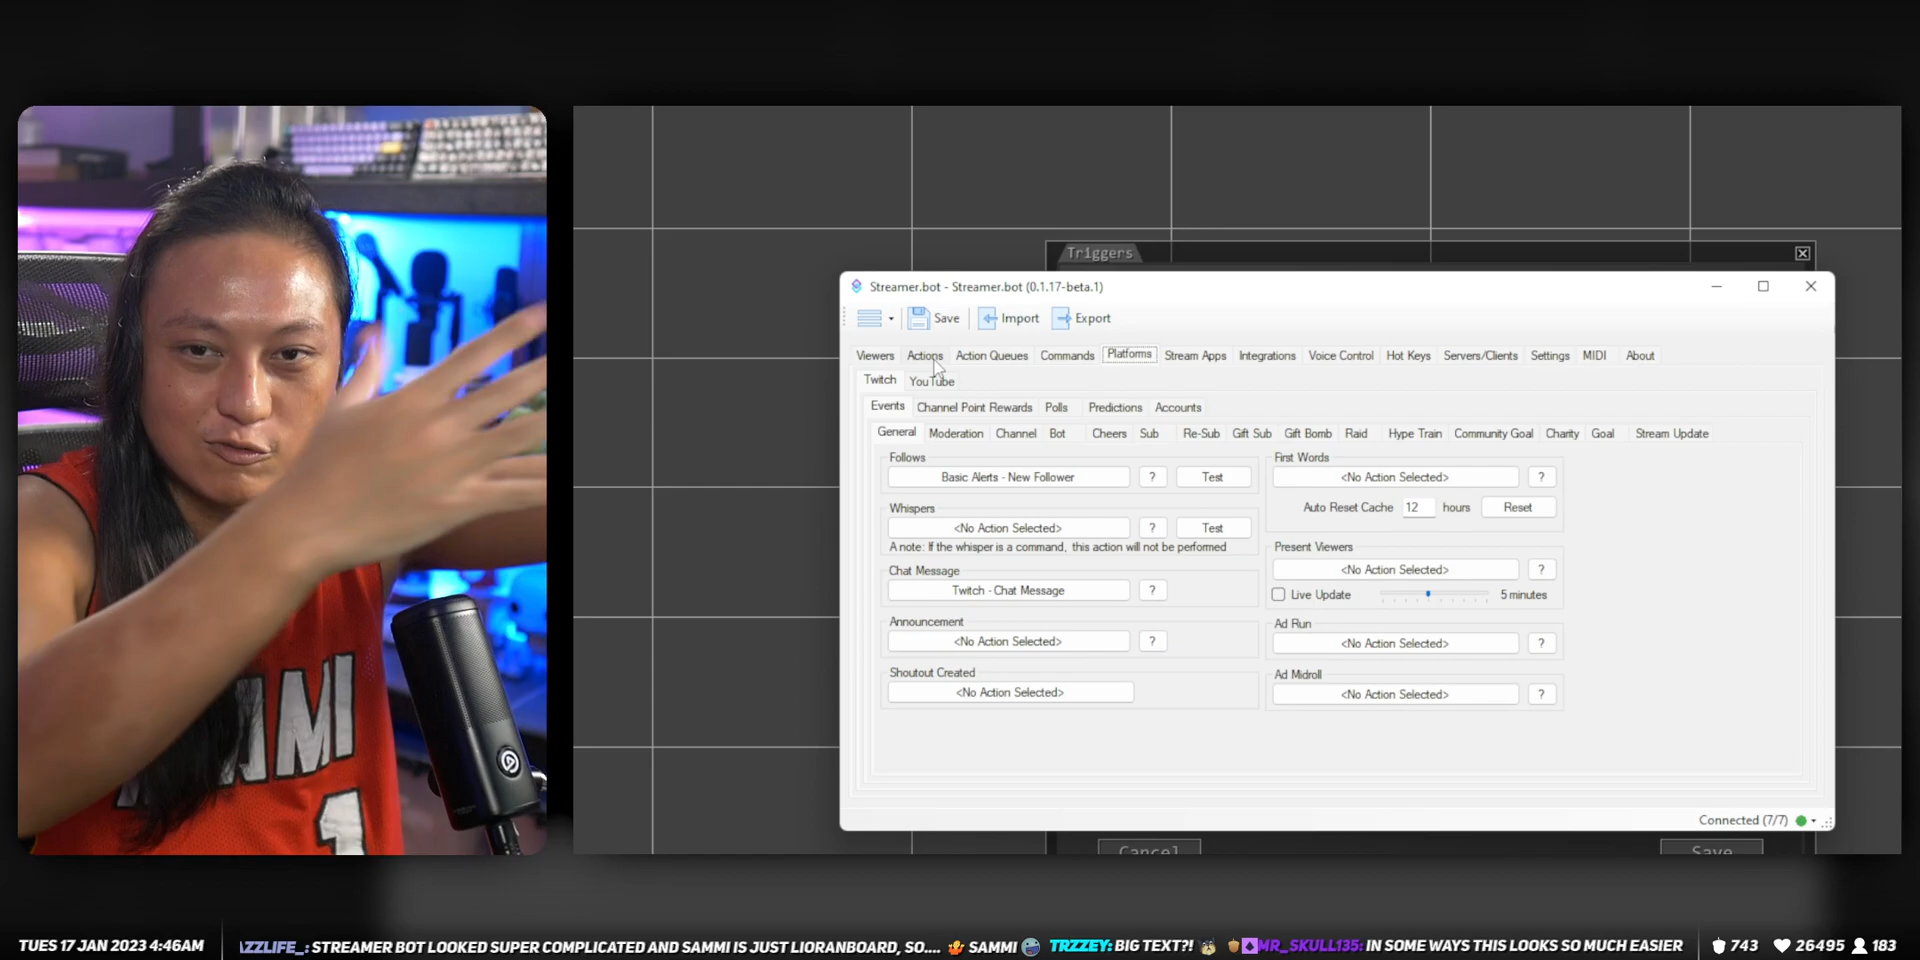 Triggers
Streamer.bot - Streamer.bot (0.1.17-beta.1)
Save Import Export
Viewers Actions Action Queues Commands Platforms Stream Apps Integrations Voice Control Hot Keys Servers/Clients Settings MIDI About
Twitch YouTube
Events Channel Point Rewards Polls Predictions Accounts
General Moderation Channel Bot Cheers Sub Re-Sub Gift Sub Gift Bomb Raid Hype Train Community Goal Charity Goal Stream Update
Follows
Basic Alerts - New Follower ? Test
Whispers
<No Action Selected> ? Test
A note: If the whisper is a command, this action will not be performed
Chat Message
Twitch - Chat Message ?
Announcement
<No Action Selected> ?
Shoutout Created
<No Action Selected>
First Words
<No Action Selected> ?
Auto Reset Cache 12 hours Reset
Present Viewers
<No Action Selected> ?
Live Update 5 minutes
Ad Run
<No Action Selected> ?
Ad Midroll
<No Action Selected> ?
Connected (7/7)
Cancel Save
1
TUES 17 JAN 2023 4:46AM
AZZLIFE_: STREAMER BOT LOOKED SUPER COMPLICATED AND SAMMI IS JUST LIORANBOARD, SO.... SAMMI TRZZEY: BIG TEXT?! MR_SKULL135: IN SOME WAYS THIS LOOKS SO MUCH EASIER
743 26495 183